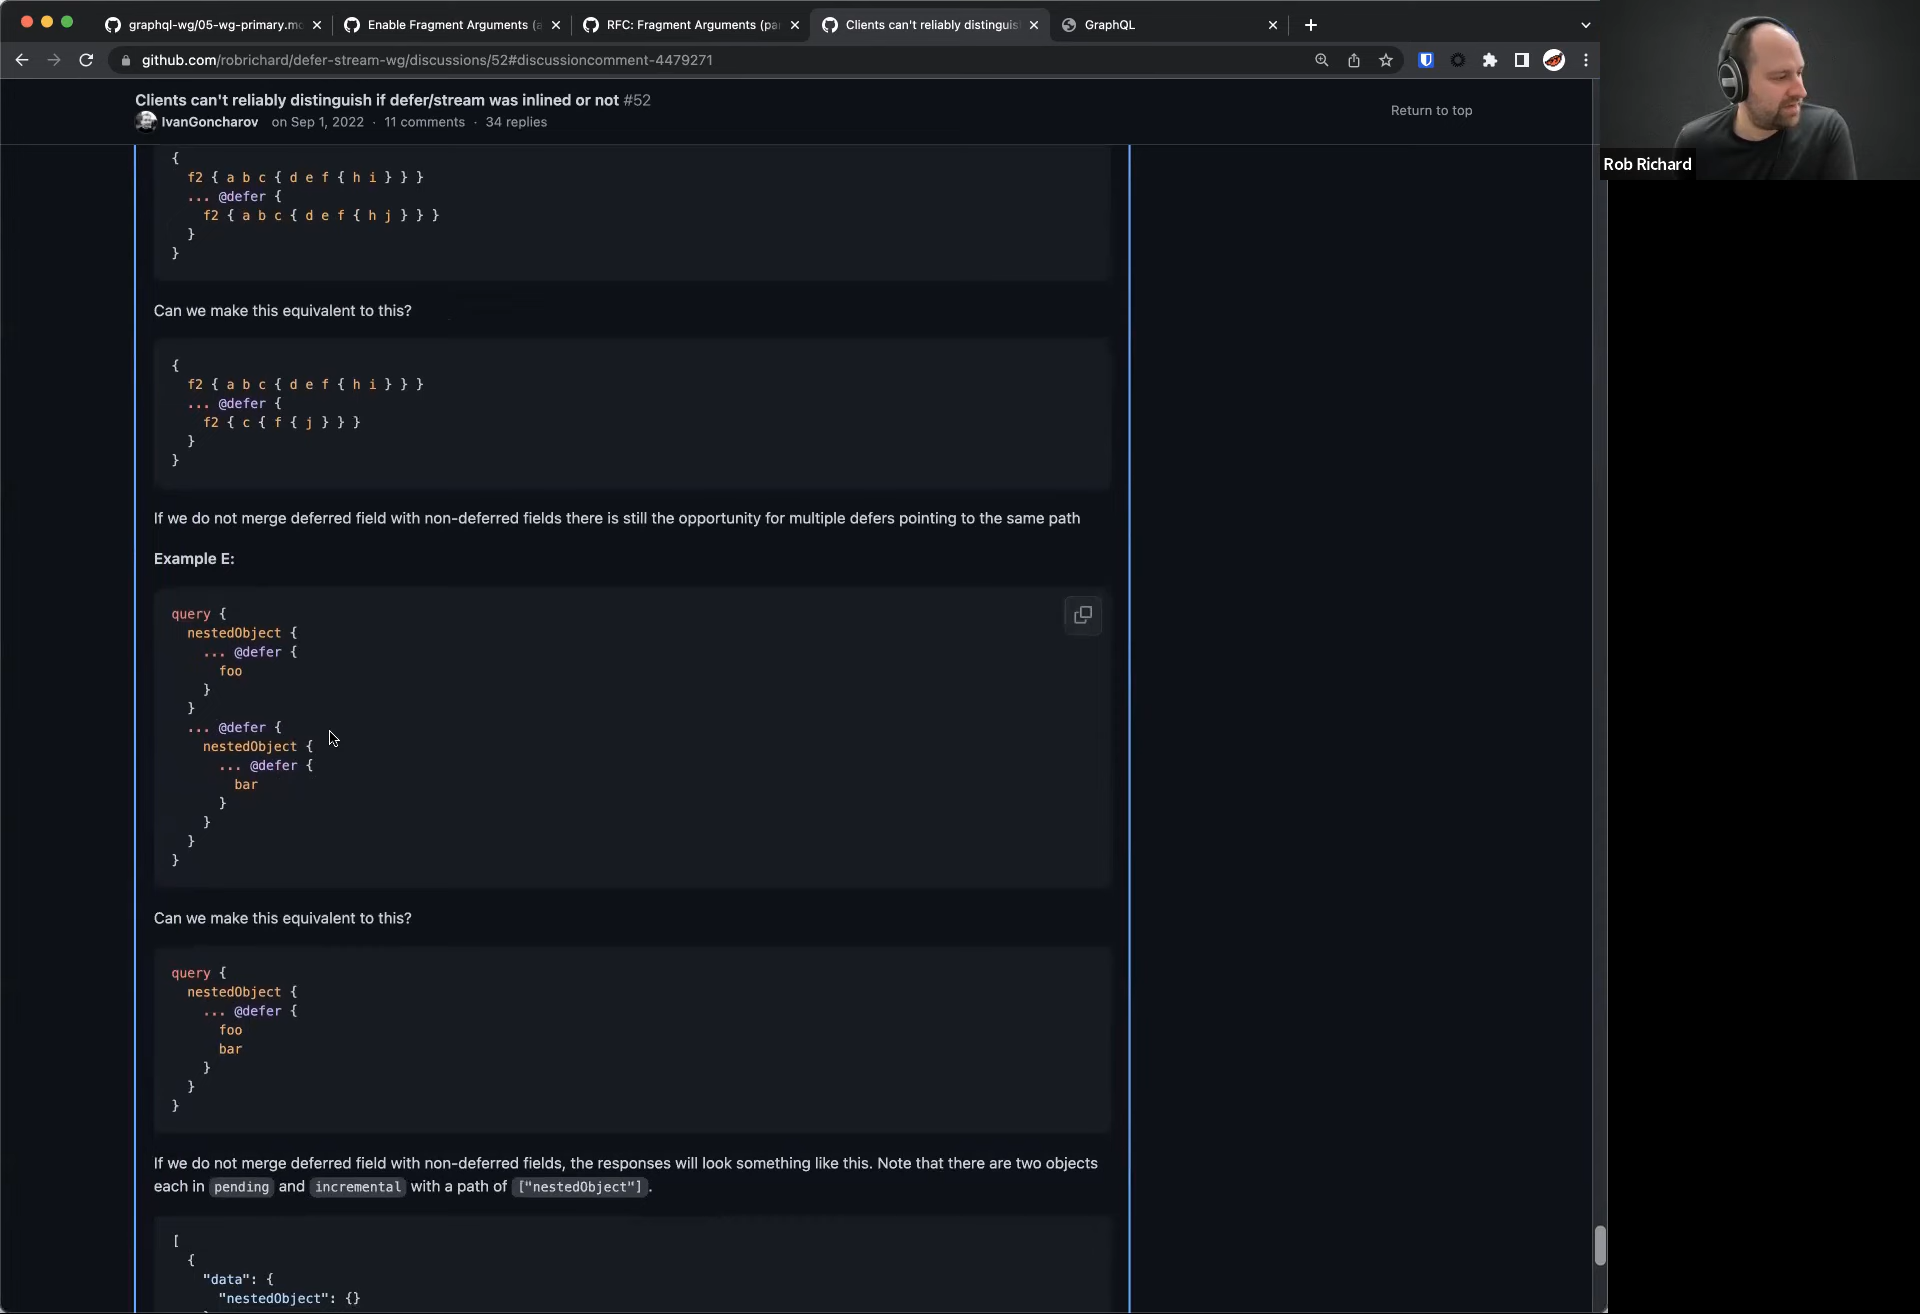 graphql-wg/05-wg-primary.m
Enable Fragment Arguments (a
RFC: Fragment Arguments (pa
Clients can't reliably distinguis
GraphQL
github.com/robrichard/defer-stream-wg/discussions/52#discussioncomment-4479271
Clients can't reliably distinguish if defer/stream was inlined or not #52
IvanGoncharov on Sep 1, 2022 · 11 comments · 34 replies
Return to top
Rob Richard
{
f2 { a b c { d e f { h i } } }
... @defer {
f2 { a b c { d e f { h j } } }
}
}
Can we make this equivalent to this?
{
f2 { a b c { d e f { h i } } }
... @defer {
f2 { c { f { j } } }
}
}
If we do not merge deferred field with non-deferred fields there is still the opportunity for multiple defers pointing to the same path
Example E:
query {
nestedObject {
... @defer {
foo
}
}
... @defer {
nestedObject {
... @defer {
bar
}
}
}
}
Can we make this equivalent to this?
query {
nestedObject {
... @defer {
foo
bar
}
}
}
If we do not merge deferred field with non-deferred fields, the responses will look something like this. Note that there are two objects
each in pending and incremental with a path of ["nestedObject"].
[
{
"data": {
"nestedObject": {}